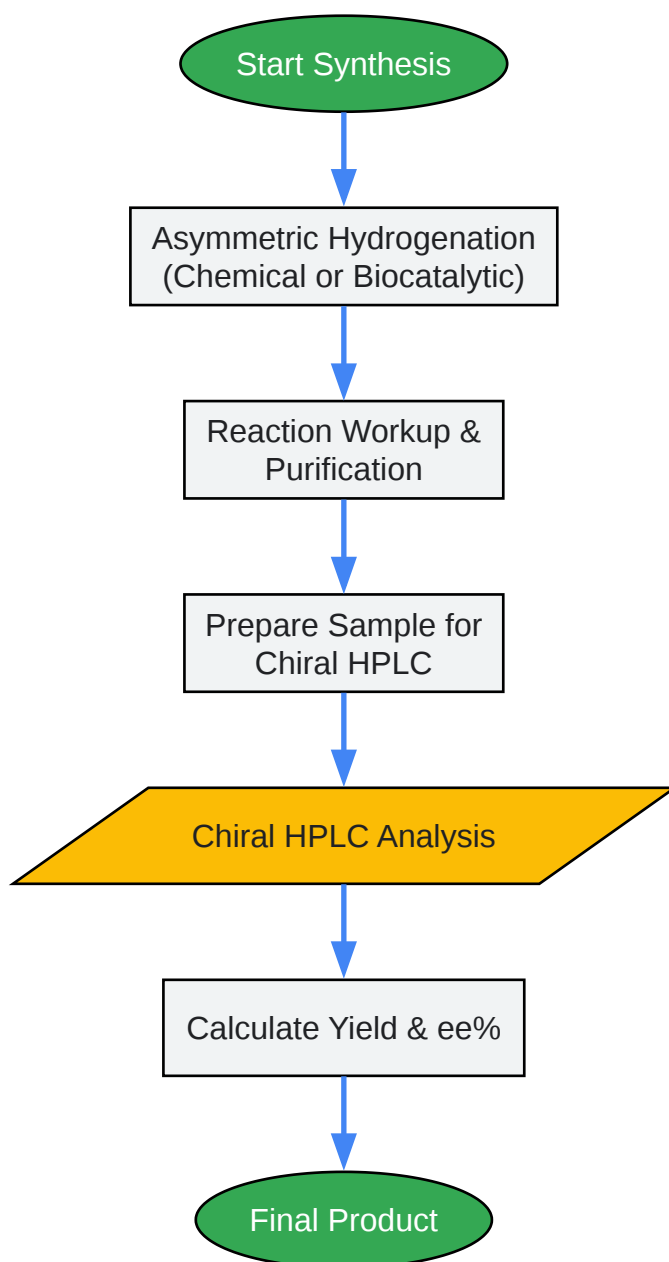 Start Synthesis
Asymmetric Hydrogenation
(Chemical or Biocatalytic)
Reaction Workup &
Purification
Prepare Sample for
Chiral HPLC
Chiral HPLC Analysis
Calculate Yield & ee%
Final Product